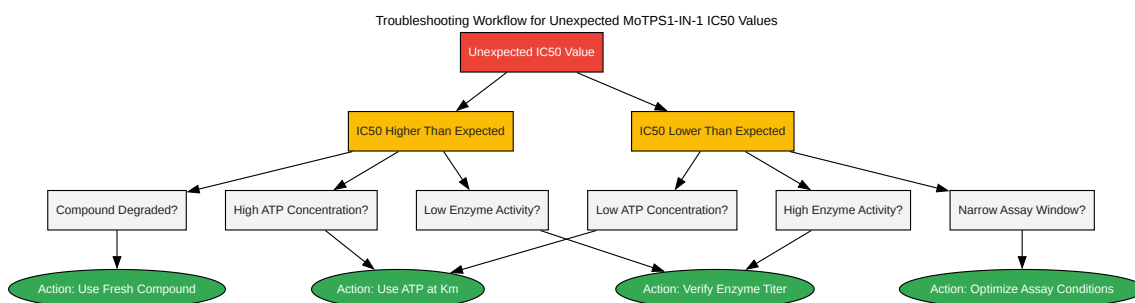 Troubleshooting Workflow for Unexpected MoTPS1-IN-1 IC50 Values
Unexpected IC50 Value
IC50 Higher Than Expected
IC50 Lower Than Expected
Compound Degraded?
High ATP Concentration?
Low Enzyme Activity?
Low ATP Concentration?
High Enzyme Activity?
Narrow Assay Window?
Action: Use Fresh Compound
Action: Use ATP at Km
Action: Verify Enzyme Titer
Action: Optimize Assay Conditions